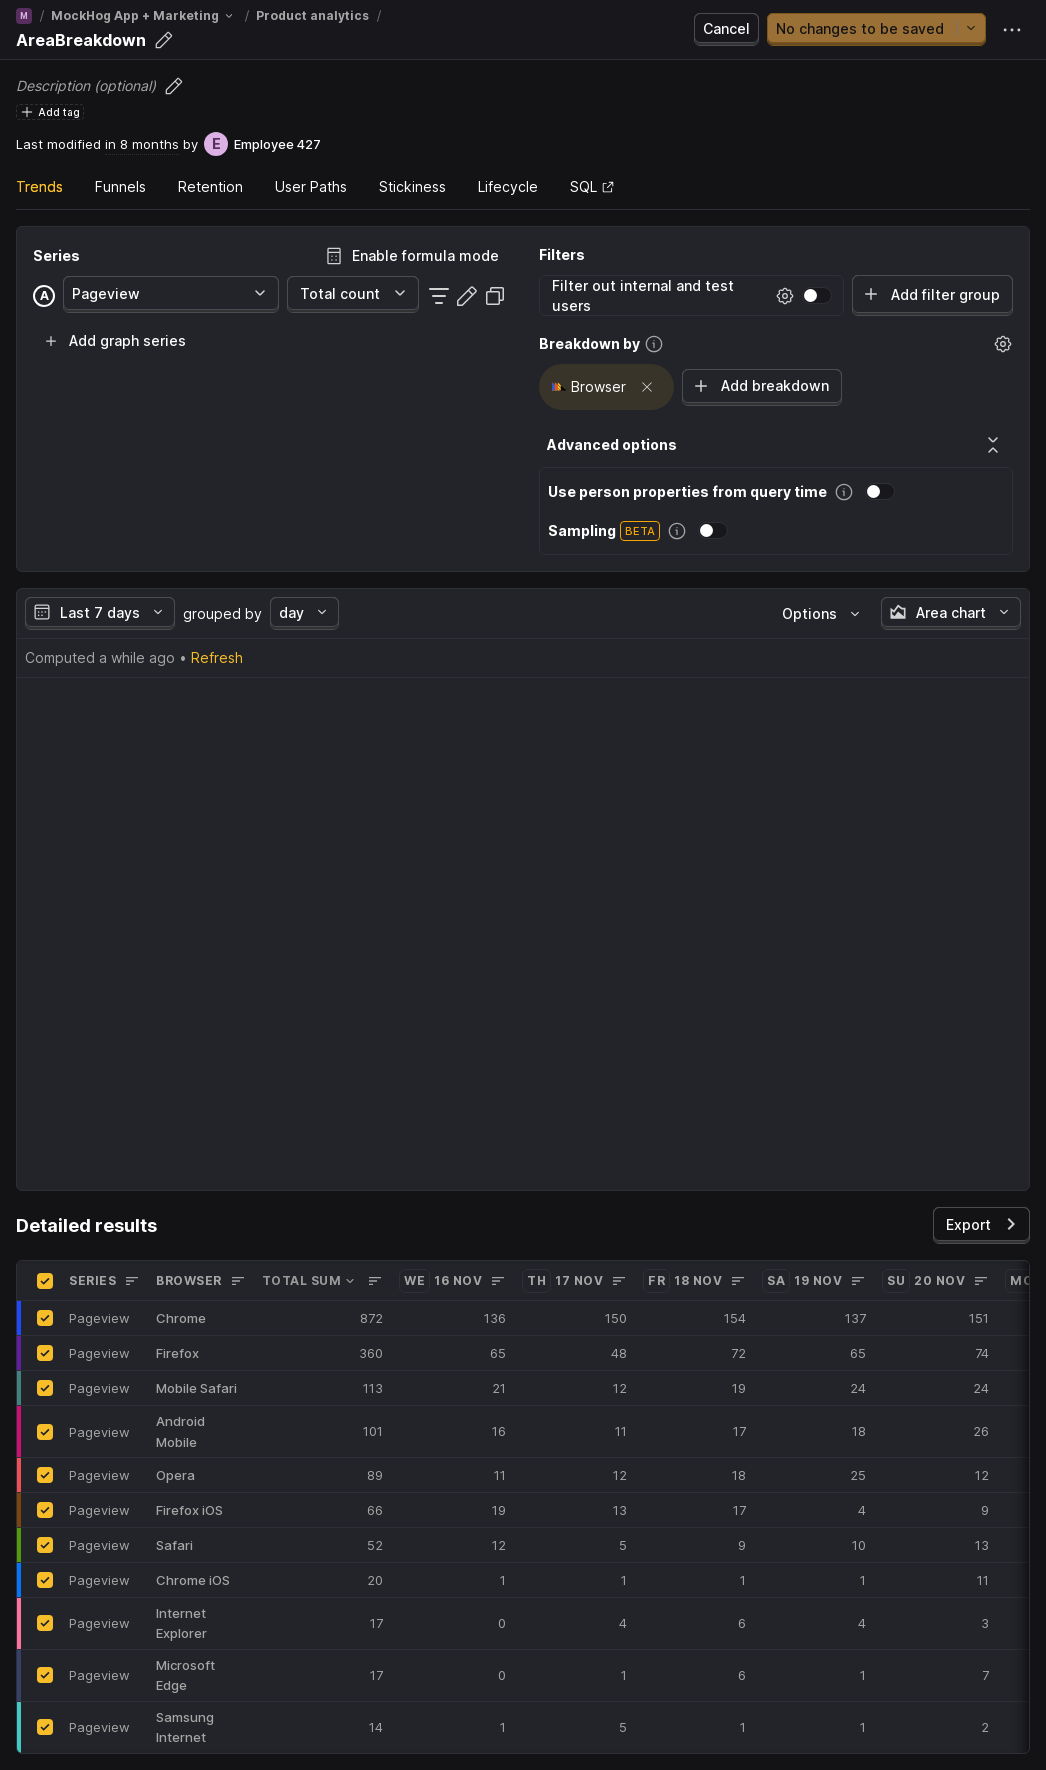 M / MockHog App + Marketing / Product analytics /
AreaBreakdown
Cancel
No changes to be saved
Description (optional)
Add tag
Last modified in 8 months by E Employee 427
Trends Funnels Retention User Paths Stickiness Lifecycle SQL
Series
Enable formula mode
A Pageview Total count
Add graph series
Filters
Filter out internal and test
users
Add filter group
Breakdown by
Browser
Add breakdown
Advanced options
Use person properties from query time
Sampling BETA
Last 7 days grouped by day
Options Area chart
Computed a while ago • Refresh
Detailed results
Export
SERIES BROWSER TOTAL SUM WE 16 NOV TH 17 NOV FR 18 NOV SA 19 NOV SU 20 NOV
Pageview Chrome 872 136 150 154 137 151
Pageview Firefox 360 65 48 72 65 74
Pageview Mobile Safari 113 21 12 19 24 24
Pageview Android Mobile 101 16 11 17 18 26
Pageview Opera 89 11 12 18 25 12
Pageview Firefox iOS 66 19 13 17 4 9
Pageview Safari 52 12 5 9 10 13
Pageview Chrome iOS 20 1 1 1 1 11
Pageview Internet Explorer 17 0 4 6 4 3
Pageview Microsoft Edge 17 0 1 6 1 7
Pageview Samsung Internet 14 1 5 1 1 2